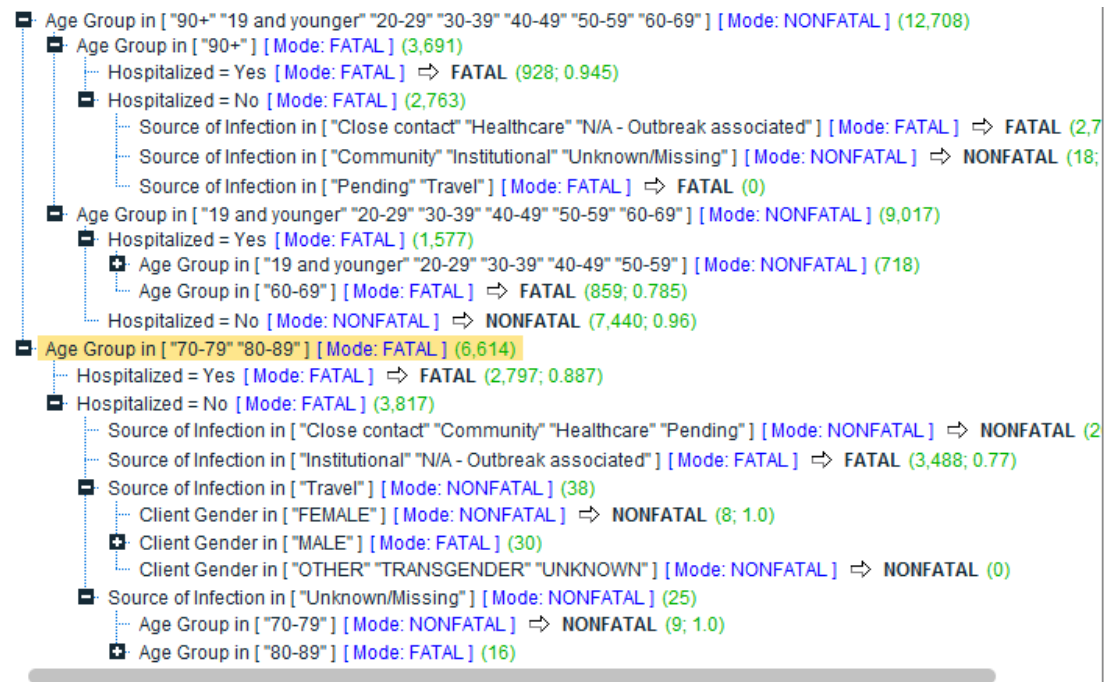 Age Group in [ "90+" "19 and younger" "20-29" "30-39" "40-49" "50-59" "60-69" ] [ Mode: NONFATAL ] (12,708)
Age Group in [ "90+" ] [ Mode: FATAL ] (3,691)
Hospitalized = Yes [ Mode: FATAL ] ⇨ FATAL (928; 0.945)
Hospitalized = No [ Mode: FATAL ] (2,763)
Source of Infection in [ "Close contact" "Healthcare" "N/A - Outbreak associated" ] [ Mode: FATAL ] ⇨ FATAL (2,7
Source of Infection in [ "Community" "Institutional" "Unknown/Missing" ] [ Mode: NONFATAL ] ⇨ NONFATAL (18;
Source of Infection in [ "Pending" "Travel" ] [ Mode: FATAL ] ⇨ FATAL (0)
Age Group in [ "19 and younger" "20-29" "30-39" "40-49" "50-59" "60-69" ] [ Mode: NONFATAL ] (9,017)
Hospitalized = Yes [ Mode: FATAL ] (1,577)
Age Group in [ "19 and younger" "20-29" "30-39" "40-49" "50-59" ] [ Mode: NONFATAL ] (718)
Age Group in [ "60-69" ] [ Mode: FATAL ] ⇨ FATAL (859; 0.785)
Hospitalized = No [ Mode: NONFATAL ] ⇨ NONFATAL (7,440; 0.96)
Age Group in [ "70-79" "80-89" ] [ Mode: FATAL ] (6,614)
Hospitalized = Yes [ Mode: FATAL ] ⇨ FATAL (2,797; 0.887)
Hospitalized = No [ Mode: FATAL ] (3,817)
Source of Infection in [ "Close contact" "Community" "Healthcare" "Pending" ] [ Mode: NONFATAL ] ⇨ NONFATAL (2
Source of Infection in [ "Institutional" "N/A - Outbreak associated" ] [ Mode: FATAL ] ⇨ FATAL (3,488; 0.77)
Source of Infection in [ "Travel" ] [ Mode: NONFATAL ] (38)
Client Gender in [ "FEMALE" ] [ Mode: NONFATAL ] ⇨ NONFATAL (8; 1.0)
Client Gender in [ "MALE" ] [ Mode: FATAL ] (30)
Client Gender in [ "OTHER" "TRANSGENDER" "UNKNOWN" ] [ Mode: NONFATAL ] ⇨ NONFATAL (0)
Source of Infection in [ "Unknown/Missing" ] [ Mode: NONFATAL ] (25)
Age Group in [ "70-79" ] [ Mode: NONFATAL ] ⇨ NONFATAL (9; 1.0)
Age Group in [ "80-89" ] [ Mode: FATAL ] (16)